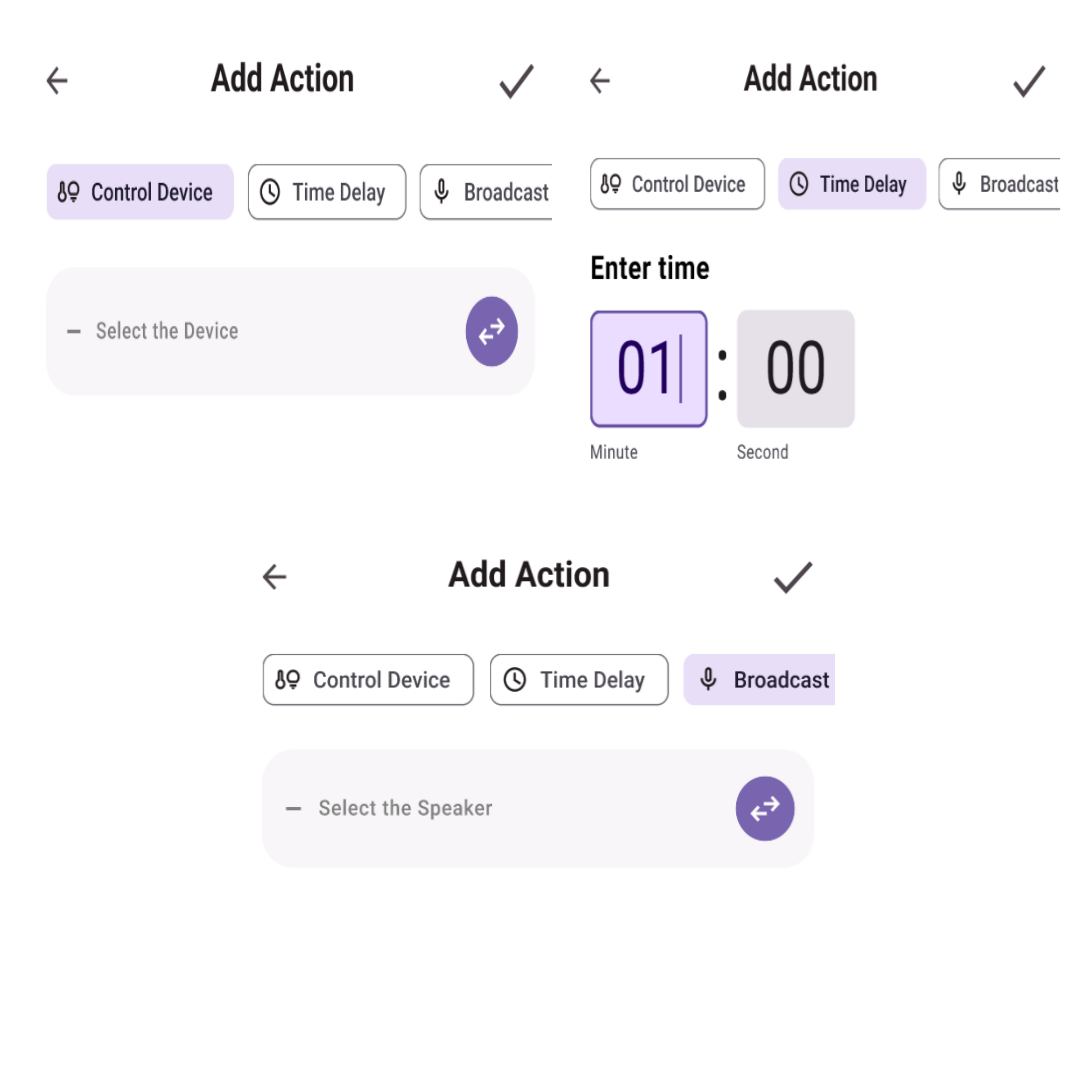 Add Action
Control Device
Time Delay
Broadcast
Select the Device
Add Action
Control Device
Time Delay
Broadcast
Enter time
01 : 00
Minute
Second
Add Action
Control Device
Time Delay
Broadcast
Select the Speaker